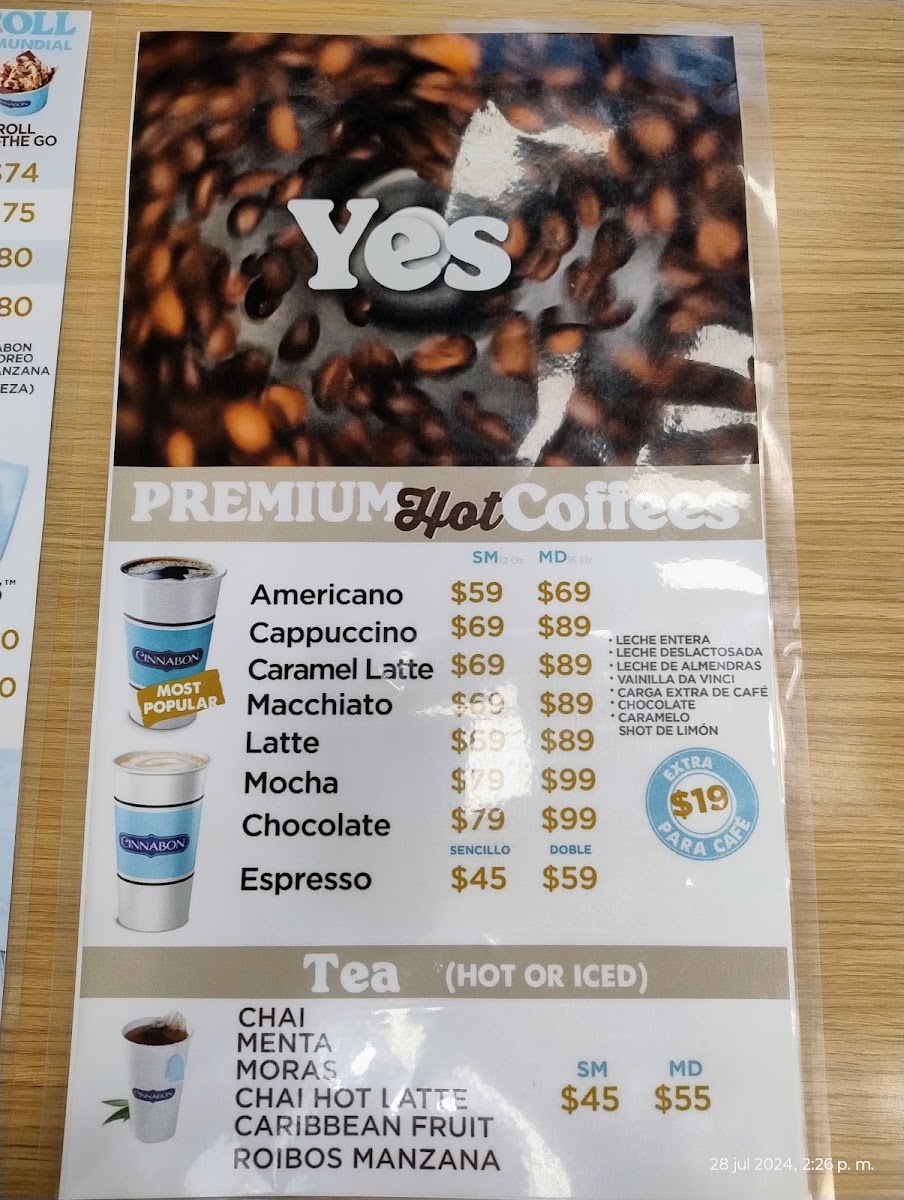 ROLL
MUNDIAL
ROLL
THE GO
$74
75
80
80
OREO
ANZANA
EZA)
™
0
0
Yes
PREMIUM Hot Coffees
SM 12 Oz MD 16 Oz
Americano $59 $69
Cappuccino $69 $89
Caramel Latte $69 $89
Macchiato $69 $89
Latte $69 $89
Mocha $79 $99
Chocolate $79 $99
SENCILLO DOBLE
Espresso $45 $59
CINNABON
MOST
POPULAR
CINNABON
• LECHE ENTERA
• LECHE DESLACTOSADA
• LECHE DE ALMENDRAS
• VAINILLA DA VINCI
• CARGA EXTRA DE CAFÉ
• CHOCOLATE
• CARAMELO
SHOT DE LIMÓN
EXTRA
$19
PARA CAFÉ
Tea (HOT OR ICED)
CHAI
MENTA
MORAS
CHAI HOT LATTE
CARIBBEAN FRUIT
ROIBOS MANZANA
SM MD
$45 $55
CINNABON
28 jul 2024, 2:26 p. m.